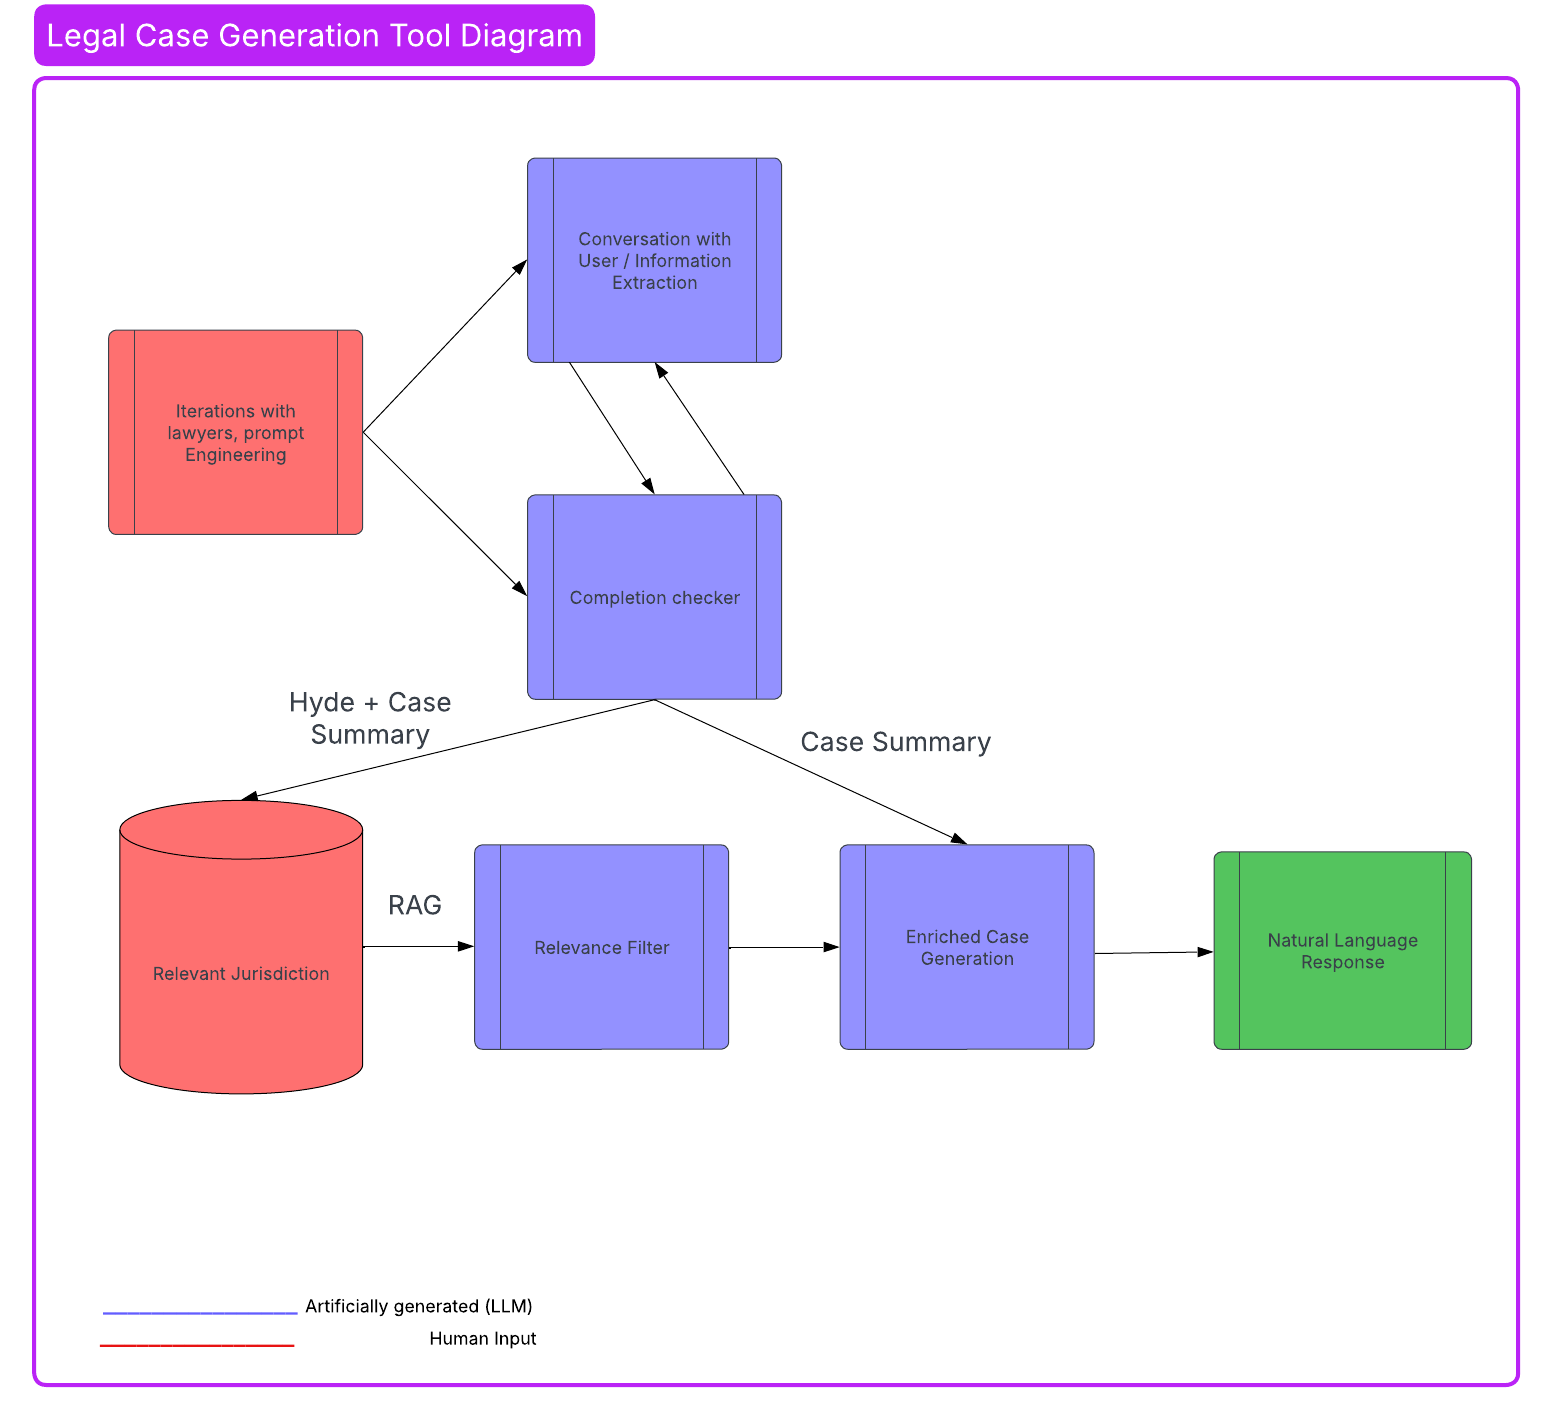 Legal Case Generation Tool Diagram
Conversation with
User / Information
Extraction
Iterations with
lawyers, prompt
Engineering
Completion checker
Hyde + Case
Summary
Case Summary
Relevant Jurisdiction
RAG
Relevance Filter
Enriched Case
Generation
Natural Language
Response
Artificially generated (LLM)
Human Input